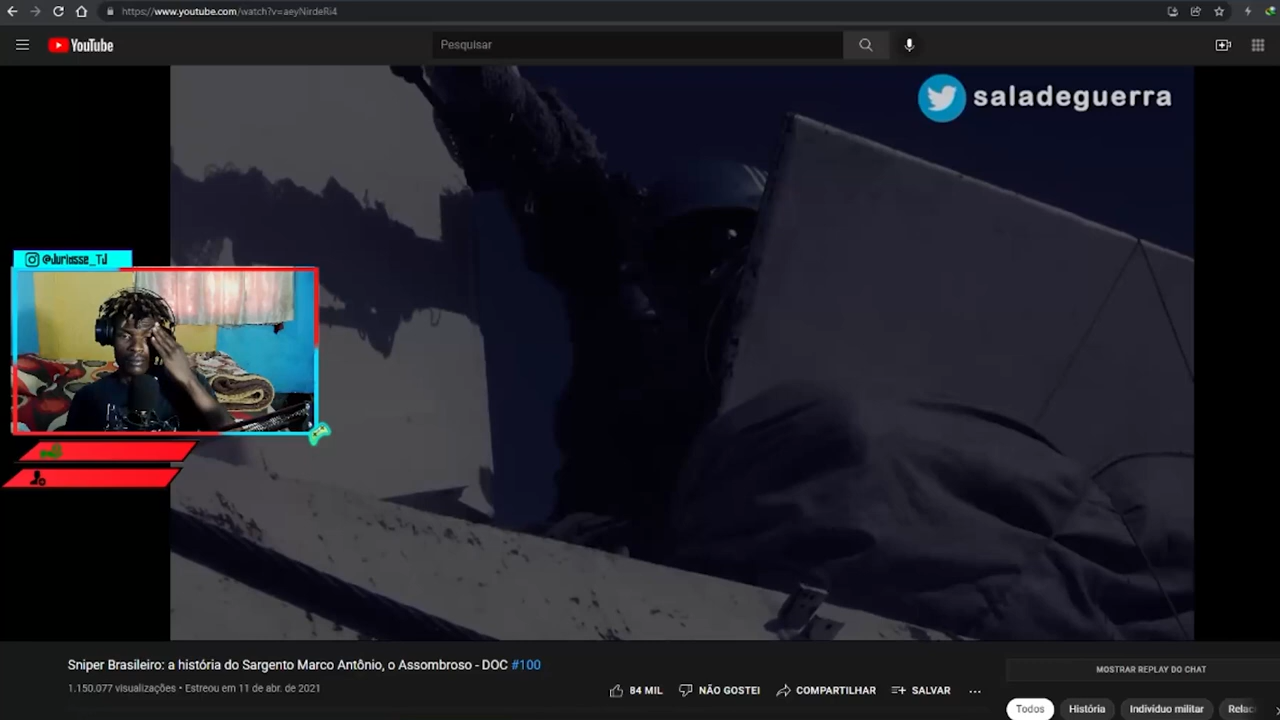 https://www.youtube.com/watch?v=aeyNirdeRi4
YouTube
Pesquisar
saladeguerra
@Juriasse_TJ
Sniper Brasileiro: a história do Sargento Marco Antônio, o Assombroso - DOC #100
1.150.077 visualizações • Estreou em 11 de abr. de 2021
84 MIL
NÃO GOSTEI
COMPARTILHAR
SALVAR
MOSTRAR REPLAY DO CHAT
Todos
História
Indivíduo militar